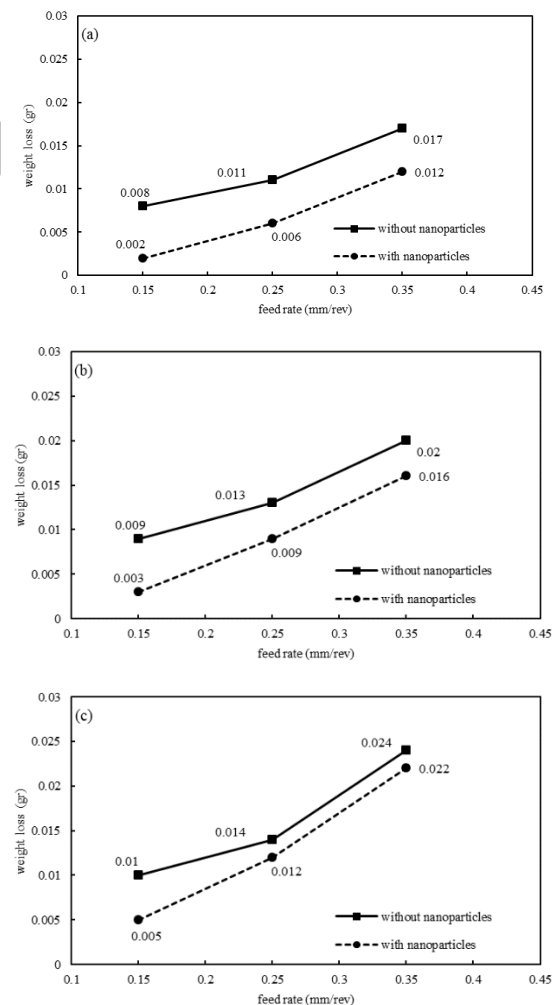 (a)
0.03
0.025
0.02
0.015
0.01
0.005
0
weight loss (gr)
0.008
0.011
0.017
0.002
0.006
0.012
without nanoparticles
with nanoparticles
0.1 0.15 0.2 0.25 0.3 0.35 0.4 0.45
feed rate (mm/rev)
(b)
0.03
0.025
0.02
0.015
0.01
0.005
0
weight loss (gr)
0.009
0.013
0.02
0.003
0.009
0.016
without nanoparticles
with nanoparticles
0.1 0.15 0.2 0.25 0.3 0.35 0.4 0.45
feed rate (mm/rev)
(c)
0.03
0.025
0.02
0.015
0.01
0.005
0
weight loss (gr)
0.01
0.014
0.024
0.005
0.012
0.022
without nanoparticles
with nanoparticles
0.1 0.15 0.2 0.25 0.3 0.35 0.4 0.45
feed rate (mm/rev)